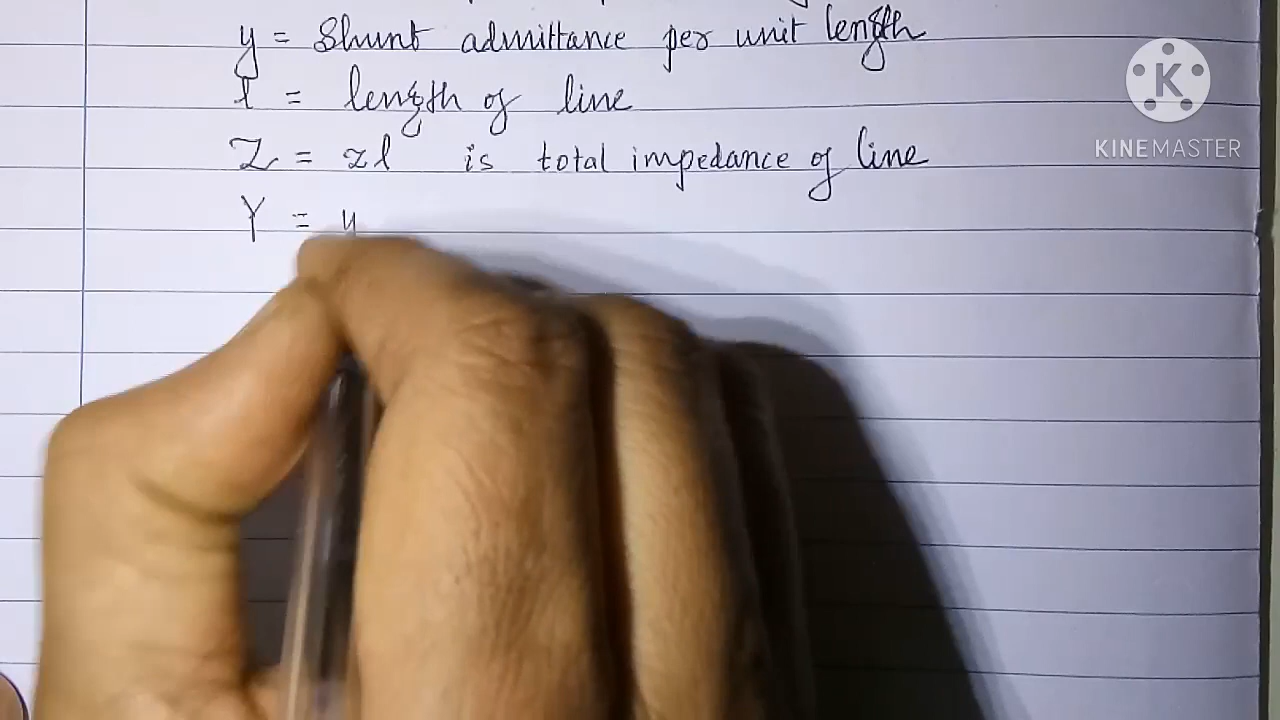 y = Shunt admittance per unit length
l = length of line
Z = zl is total impedance of line
Y = y
K
KINEMASTER